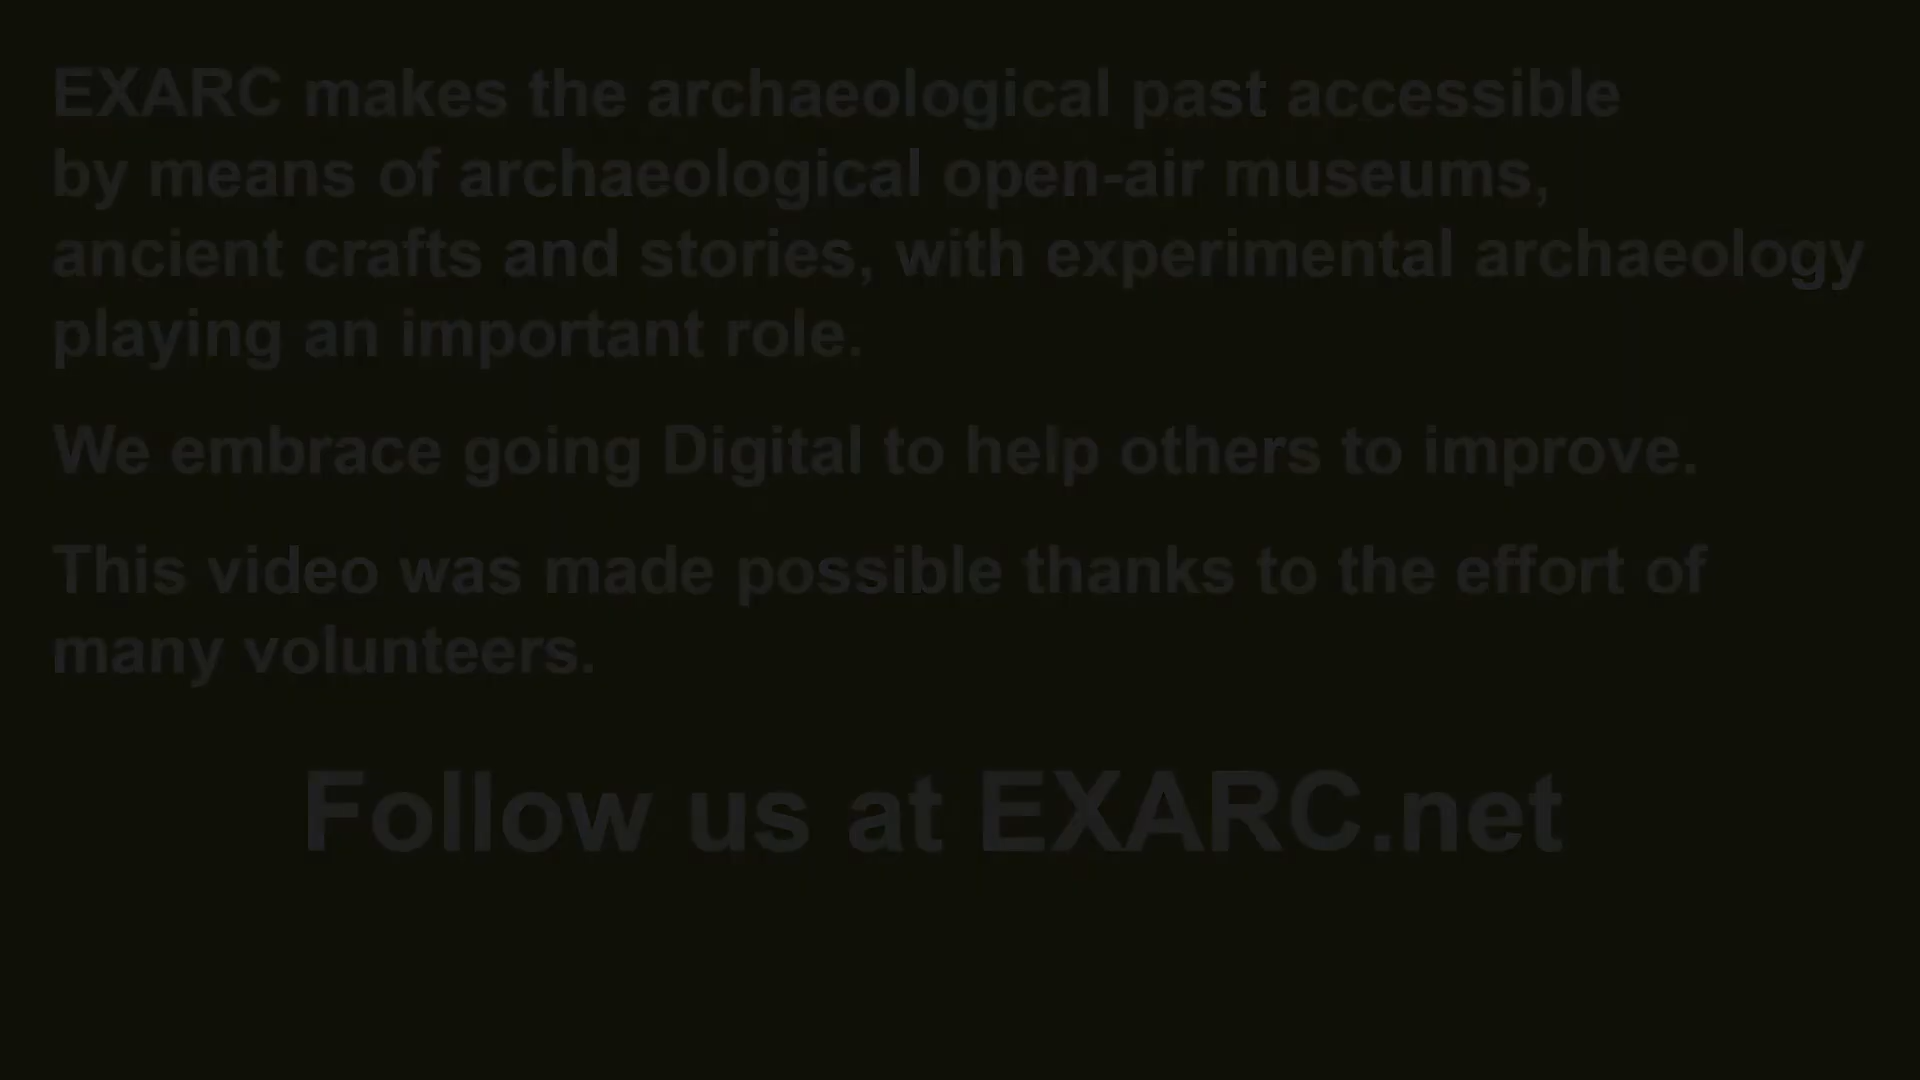 EXARC makes the archaeological past accessible
by means of archaeological open-air museums,
ancient crafts and stories, with experimental archaeology
playing an important role.
We embrace going Digital to help others to improve.
This video was made possible thanks to the effort of
many volunteers.
Follow us at EXARC.net